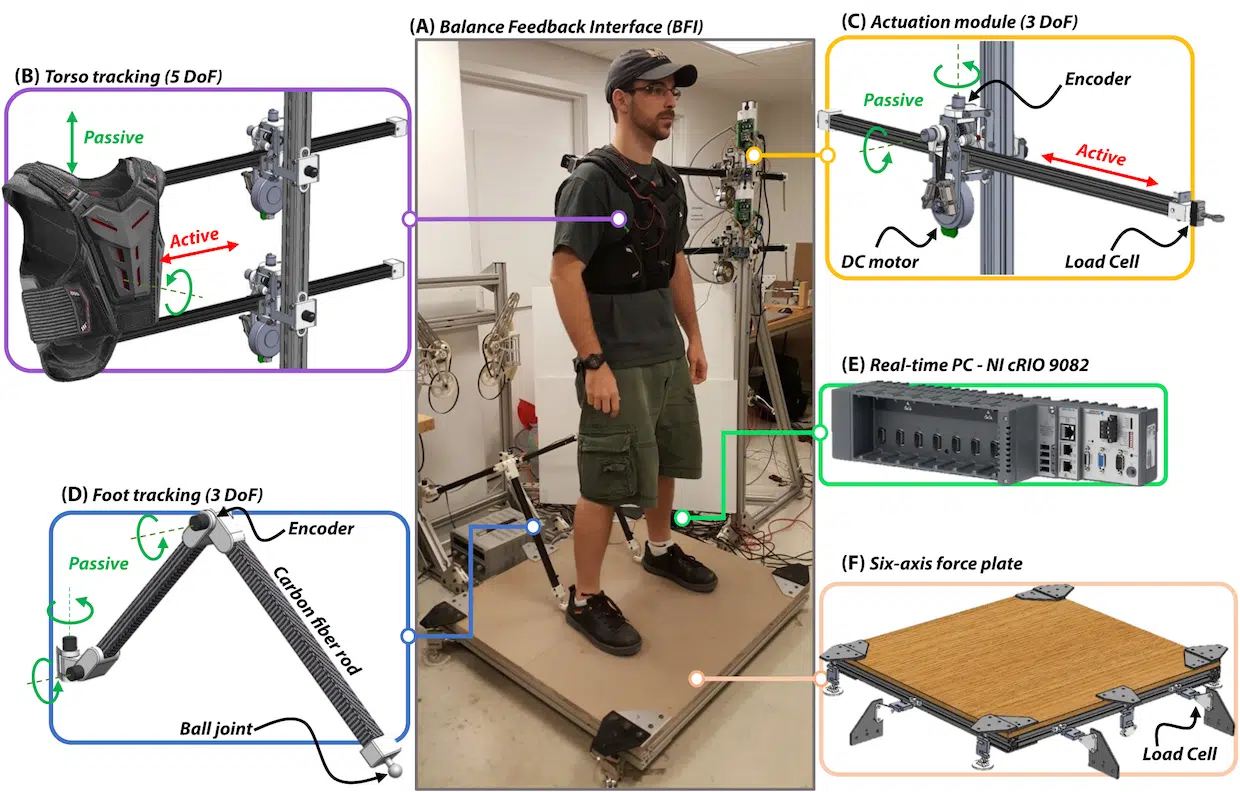 (A) Balance Feedback Interface (BFI)
(B) Torso tracking (5 DoF)
Passive
Active
(C) Actuation module (3 DoF)
Encoder
Passive
Active
DC motor
Load Cell
(D) Foot tracking (3 DoF)
Encoder
Passive
Carbon fiber rod
Ball joint
(E) Real-time PC - NI cRIO 9082
(F) Six-axis force plate
Load Cell